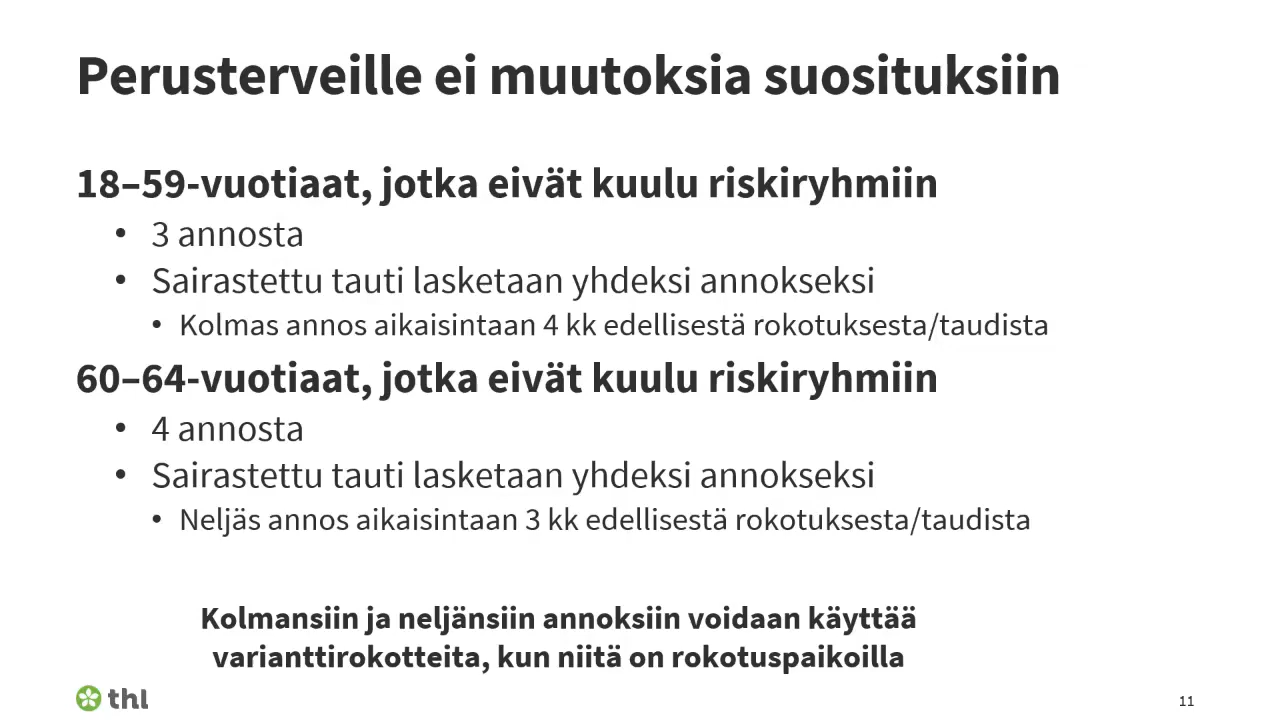 Perusterveille ei muutoksia suosituksiin
18–59-vuotiaat, jotka eivät kuulu riskiryhmiin
• 3 annosta
• Sairastettu tauti lasketaan yhdeksi annokseksi
• Kolmas annos aikaisintaan 4 kk edellisestä rokotuksesta/taudista
60–64-vuotiaat, jotka eivät kuulu riskiryhmiin
• 4 annosta
• Sairastettu tauti lasketaan yhdeksi annokseksi
• Neljäs annos aikaisintaan 3 kk edellisestä rokotuksesta/taudista
Kolmansiin ja neljänsiin annoksiin voidaan käyttää
varianttirokotteita, kun niitä on rokotuspaikoilla
thl
11